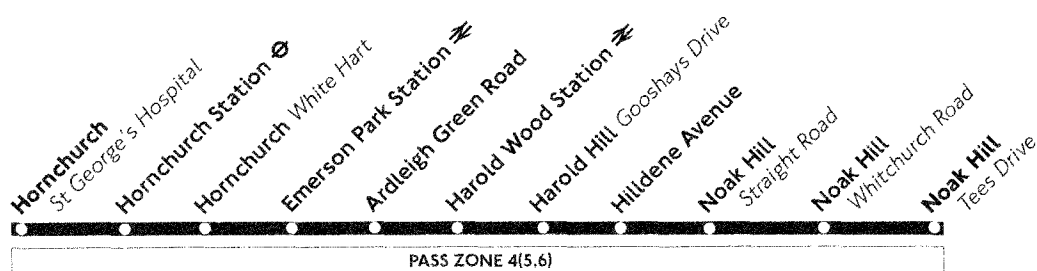 Hornchurch
St George's Hospital
Hornchurch Station
Hornchurch White Hart
Emerson Park Station
Ardleigh Green Road
Harold Wood Station
Harold Hill Gooshays Drive
Hilldene Avenue
Noak Hill
Straight Road
Noak Hill
Whitchurch Road
Noak Hill
Tees Drive
PASS ZONE 4(5,6)